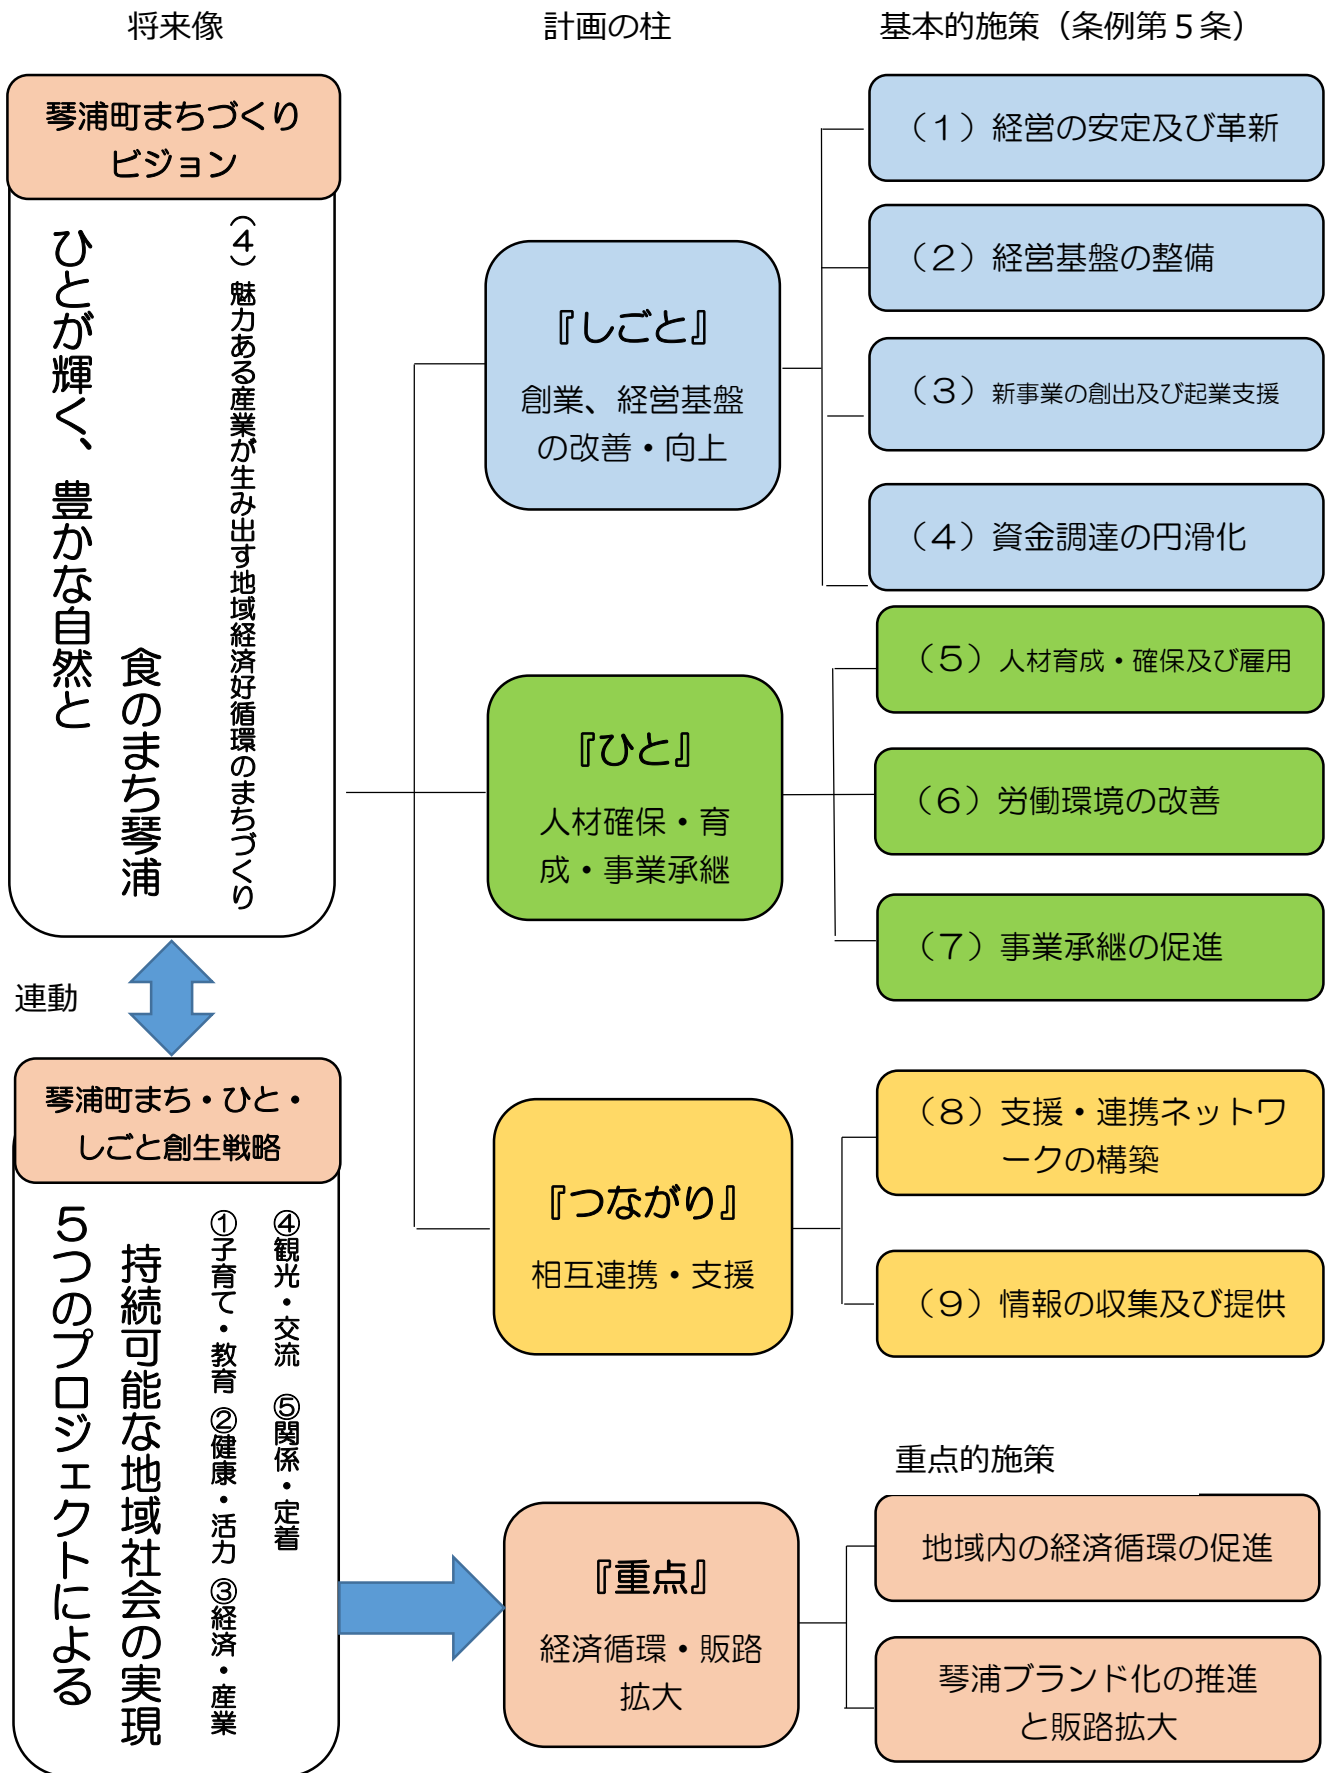 将来像
計画の柱
基本的施策（条例第５条）
琴浦町まちづくり
ビジョン
（４）魅力ある産業が生み出す地域経済好循環のまちづくり
ひとが輝く、豊かな自然と
食のまち琴浦
連動
琴浦町まち・ひと・
しごと創生戦略
５つのプロジェクトによる
持続可能な地域社会の実現
①子育て・教育 ②健康・活力 ③経済・産業
④観光・交流 ⑤関係・定着
『しごと』
創業、経営基盤
の改善・向上
（１）経営の安定及び革新
（２）経営基盤の整備
（３）新事業の創出及び起業支援
（４）資金調達の円滑化
『ひと』
人材確保・育
成・事業承継
（５）人材育成・確保及び雇用
（６）労働環境の改善
（７）事業承継の促進
『つながり』
相互連携・支援
（８）支援・連携ネットワ
ークの構築
（９）情報の収集及び提供
『重点』
経済循環・販路
拡大
重点的施策
地域内の経済循環の促進
琴浦ブランド化の推進
と販路拡大